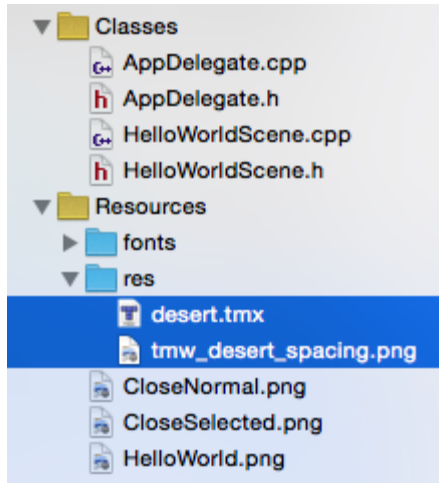 Classes
AppDelegate.cpp
AppDelegate.h
HelloWorldScene.cpp
HelloWorldScene.h
Resources
fonts
res
desert.tmx
tmw_desert_spacing.png
CloseNormal.png
CloseSelected.png
HelloWorld.png